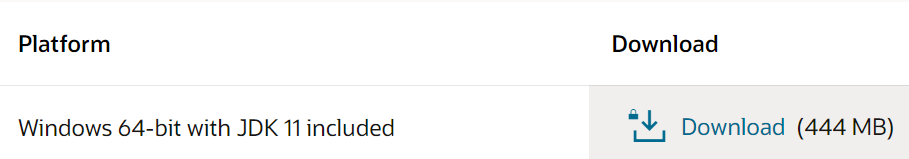 Platform Download
Windows 64-bit with JDK 11 included Download (444 MB)